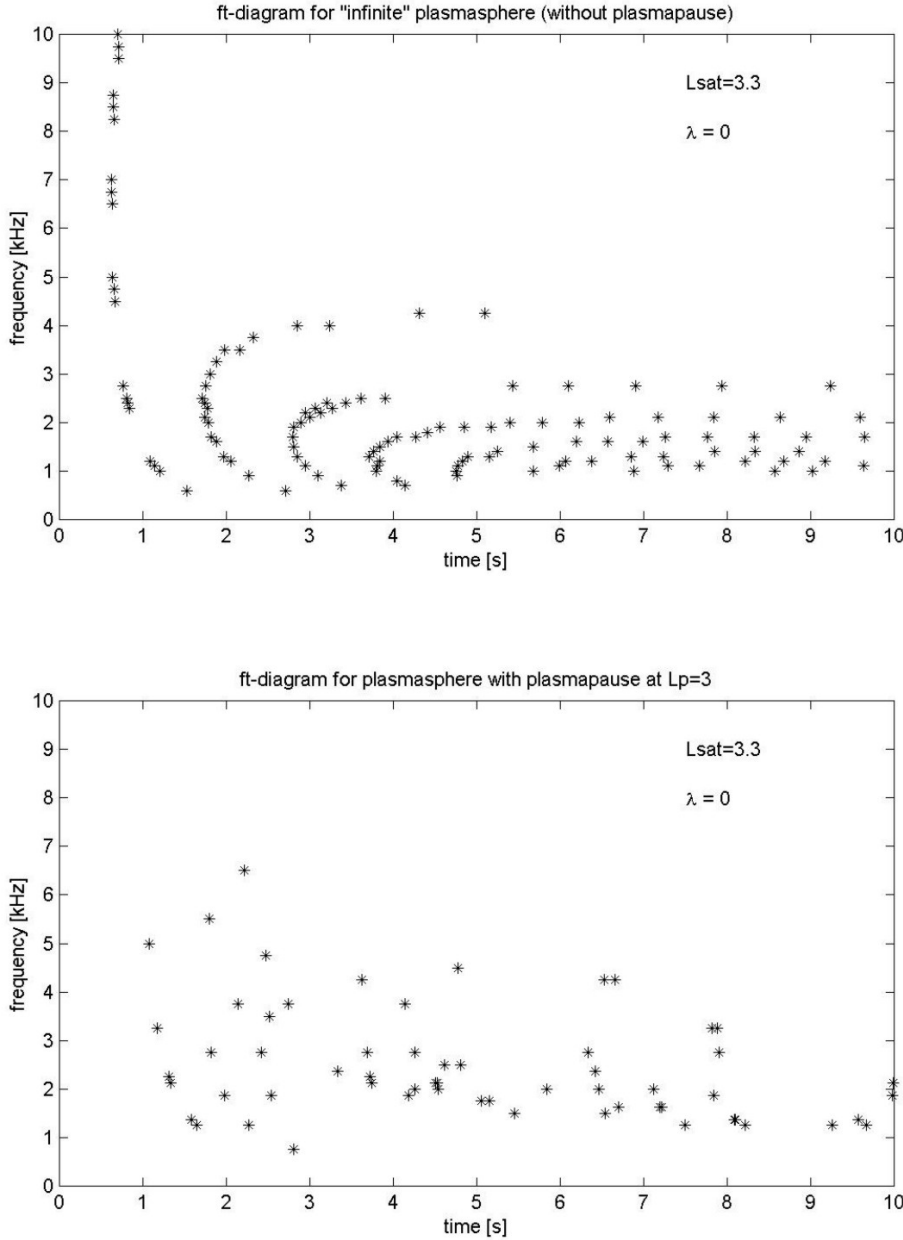 ft-diagram for "infinite" plasmasphere (without plasmapause)
10
9
8
7
6
5
4
3
2
1
0
frequency [kHz]
Lsat=3.3
λ = 0
0 1 2 3 4 5 6 7 8 9 10
time [s]
ft-diagram for plasmasphere with plasmapause at Lp=3
10
9
8
7
6
5
4
3
2
1
0
frequency [kHz]
Lsat=3.3
λ = 0
0 1 2 3 4 5 6 7 8 9 10
time [s]